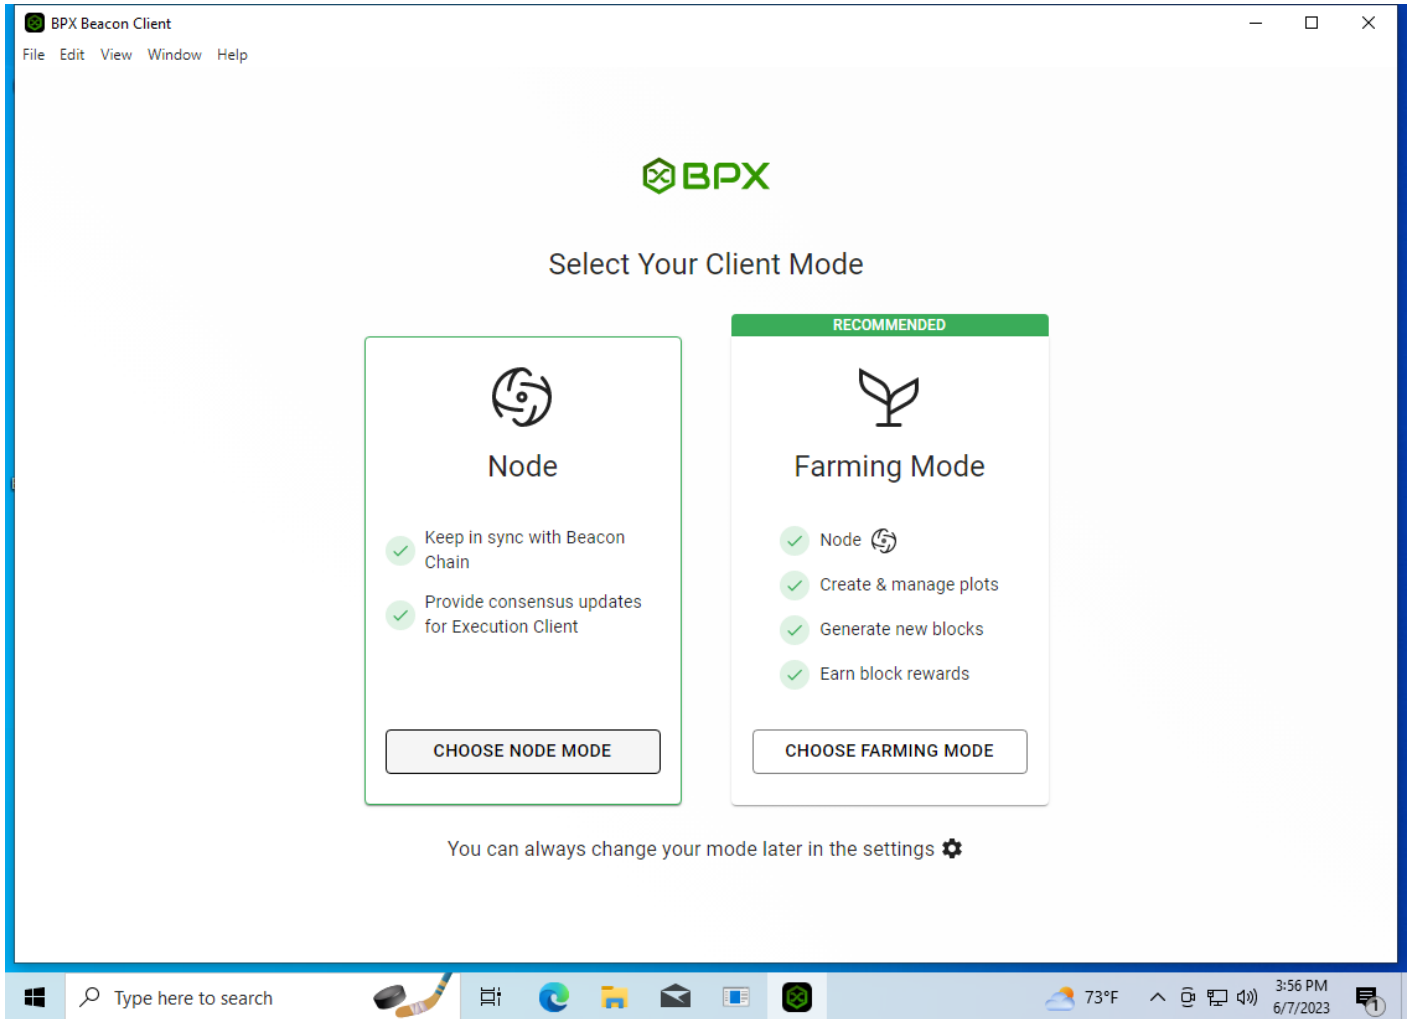 BPX Beacon Client
File Edit View Window Help
BPX
Select Your Client Mode
Node
Keep in sync with Beacon
Chain
Provide consensus updates
for Execution Client
CHOOSE NODE MODE
RECOMMENDED
Farming Mode
Node
Create & manage plots
Generate new blocks
Earn block rewards
CHOOSE FARMING MODE
You can always change your mode later in the settings
Type here to search
73°F
3:56 PM
6/7/2023
1